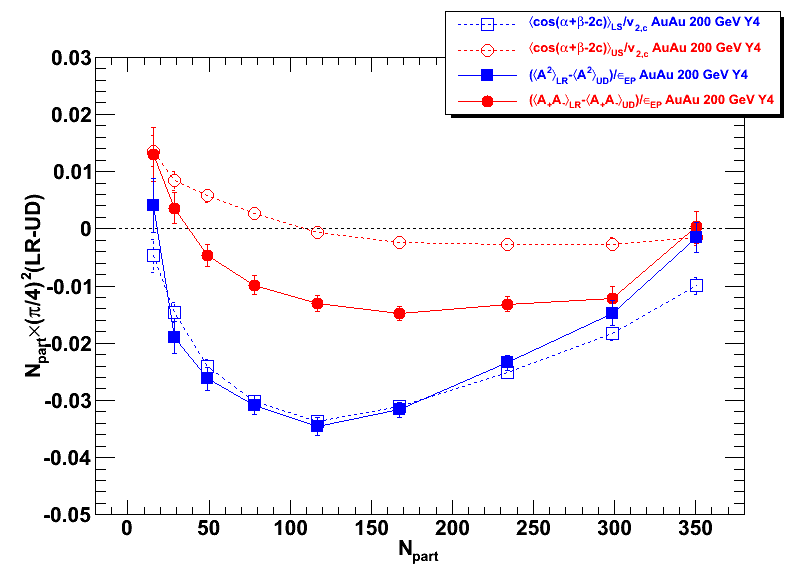 ⟨cos(α+β-2c)⟩LS/v2,c AuAu 200 GeV Y4
⟨cos(α+β-2c)⟩US/v2,c AuAu 200 GeV Y4
(⟨A²⟩LR-⟨A²⟩UD)/∈EP AuAu 200 GeV Y4
(⟨A+A-⟩LR-⟨A+A-⟩UD)/∈EP AuAu 200 GeV Y4
Npart×(π/4)²(LR-UD)
0.03
0.02
0.01
0
-0.01
-0.02
-0.03
-0.04
-0.05
0 50 100 150 200 250 300 350
Npart